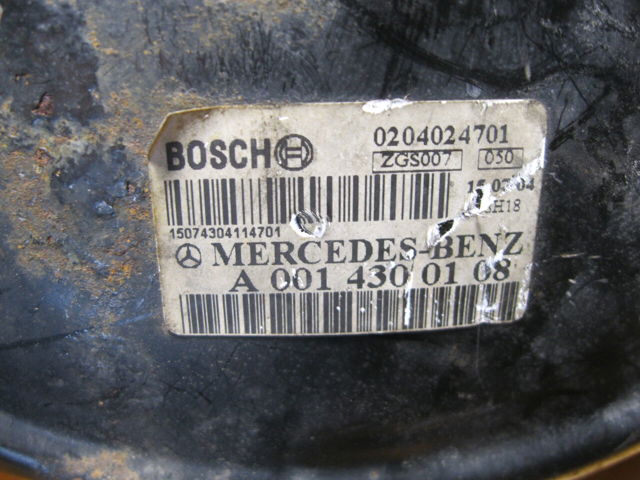 BOSCH 0204024701
ZGS007 050
15074304114701
MERCEDES-BENZ
A 001 430 01 08